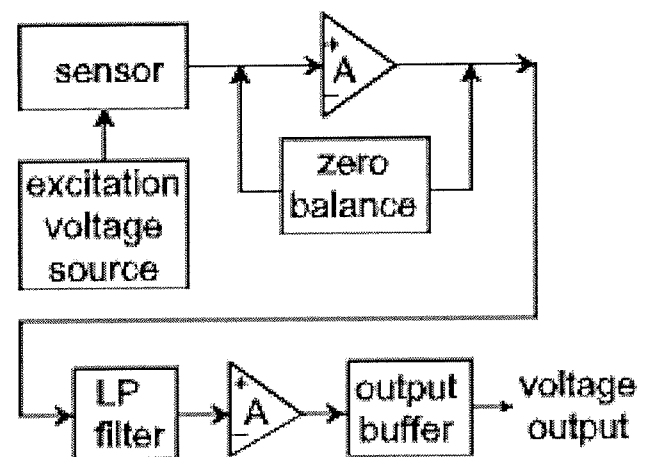 sensor
+
A
−
zero
balance
excitation
voltage
source
LP
filter
+
A
−
output
buffer
voltage
output